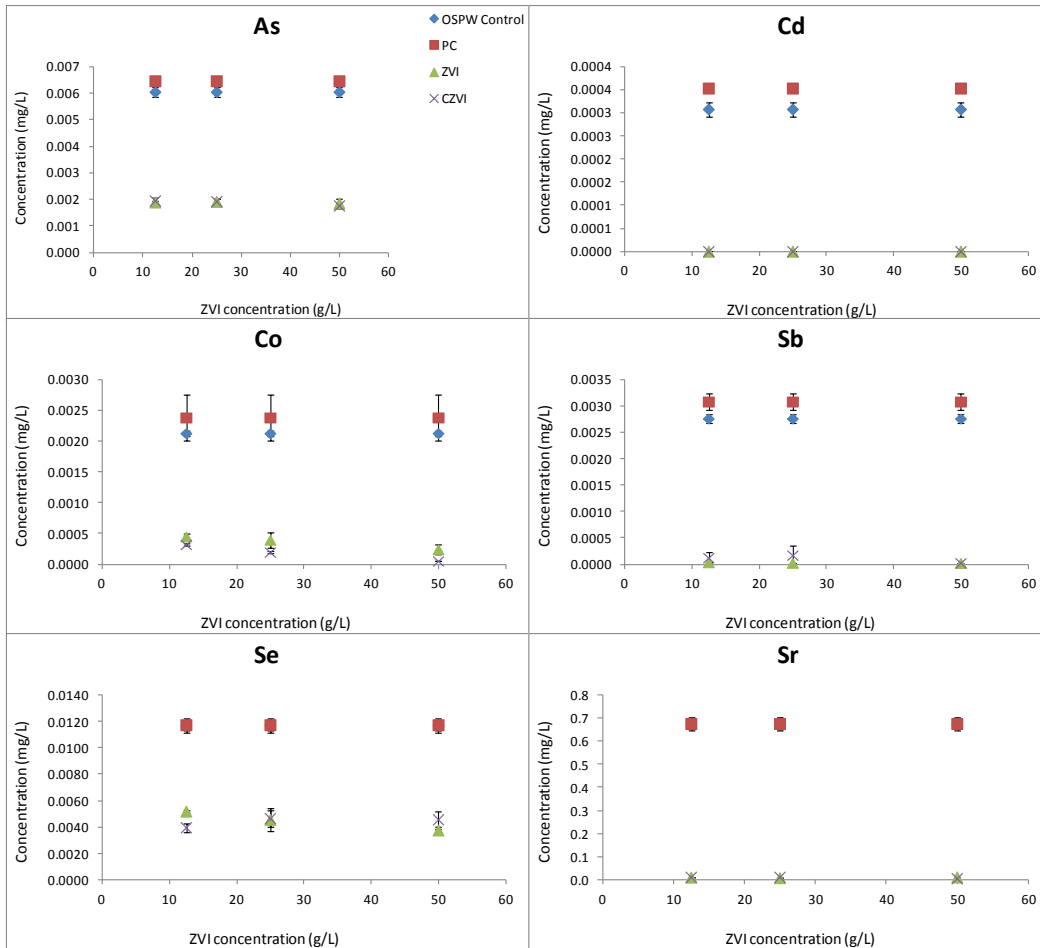 As
OSPW Control
PC
ZVI
CZVI
Concentration (mg/L)
0.007
0.006
0.005
0.004
0.003
0.002
0.001
0.000
0 10 20 30 40 50 60
ZVI concentration (g/L)
Cd
Concentration (mg/L)
0.0004
0.0004
0.0003
0.0003
0.0002
0.0002
0.0001
0.0001
0.0000
0 10 20 30 40 50 60
ZVI concentration (g/L)
Co
Concentration (mg/L)
0.0030
0.0025
0.0020
0.0015
0.0010
0.0005
0.0000
0 10 20 30 40 50 60
ZVI concentration (g/L)
Sb
Concentration (mg/L)
0.0035
0.0030
0.0025
0.0020
0.0015
0.0010
0.0005
0.0000
0 10 20 30 40 50 60
ZVI concentration (g/L)
Se
Concentration (mg/L)
0.0140
0.0120
0.0100
0.0080
0.0060
0.0040
0.0020
0.0000
0 10 20 30 40 50 60
ZVI concentration (g/L)
Sr
Concentration (mg/L)
0.8
0.7
0.6
0.5
0.4
0.3
0.2
0.1
0.0
0 10 20 30 40 50 60
ZVI concentration (g/L)